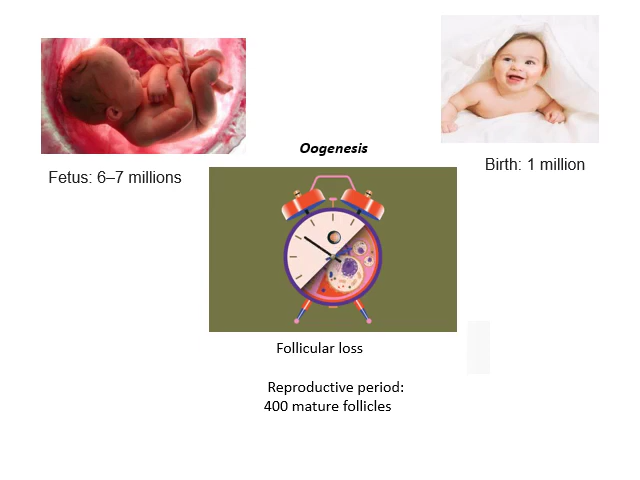 Oogenesis
Fetus: 6–7 millions
Birth: 1 million
Follicular loss
Reproductive period:
400 mature follicles